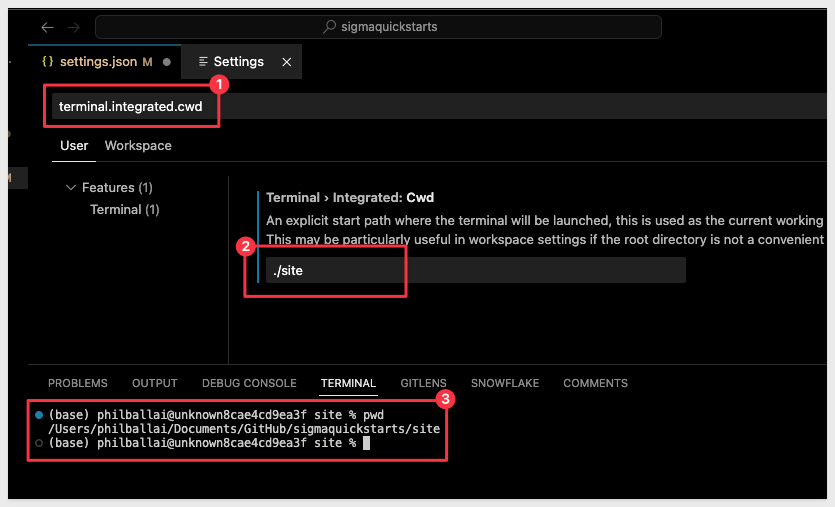 sigmaquickstarts
{} settings.json M
Settings
1
terminal.integrated.cwd
User Workspace
M
Features (1)
Terminal (1)
Terminal › Integrated: Cwd
An explicit start path where the terminal will be launched, this is used as the current working
This may be particularly useful in workspace settings if the root directory is not a convenient
2
./site
PROBLEMS OUTPUT DEBUG CONSOLE TERMINAL GITLENS SNOWFLAKE COMMENTS
3
(base) philballai@unknown8cae4cd9ea3f site % pwd
/Users/philballai/Documents/GitHub/sigmaquickstarts/site
(base) philballai@unknown8cae4cd9ea3f site %